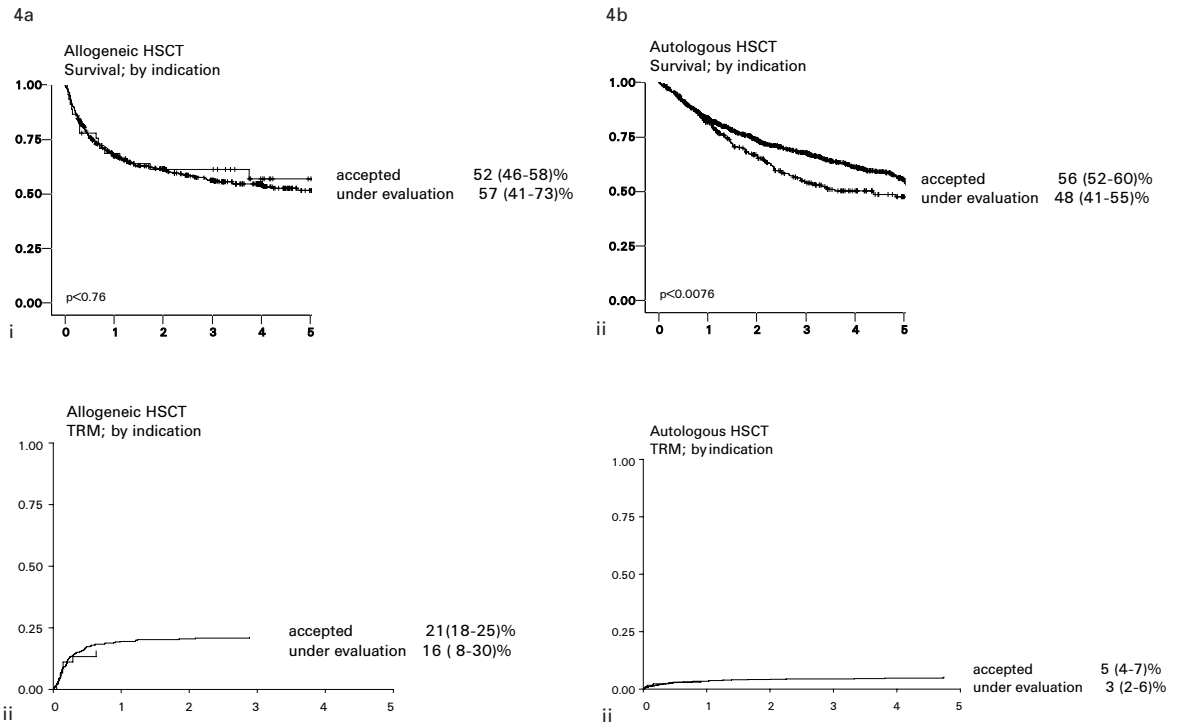 4a
Allogeneic HSCT
Survival; by indication
1.00
0.75
0.50
0.25
0.00
accepted 52 (46-58)%
under evaluation 57 (41-73)%
p<0.76
0 1 2 3 4 5
i
4b
Autologous HSCT
Survival; by indication
1.00
0.75
0.50
0.25
0.00
accepted 56 (52-60)%
under evaluation 48 (41-55)%
p<0.0076
0 1 2 3 4 5
ii
Allogeneic HSCT
TRM; by indication
1.00
0.75
0.50
0.25
0.00
accepted 21(18-25)%
under evaluation 16 ( 8-30)%
0 1 2 3 4 5
ii
Autologous HSCT
TRM; by indication
1.00
0.75
0.50
0.25
0.00
accepted 5 (4-7)%
under evaluation 3 (2-6)%
0 1 2 3 4 5
ii